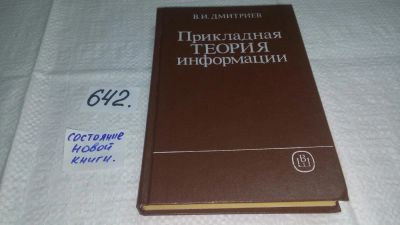 В.И. ДМИТРИЕВ
Прикладная
ТЕОРИЯ
информации
642.
СОСТОЯНИЕ
НОВОЙ
КНИГИ.